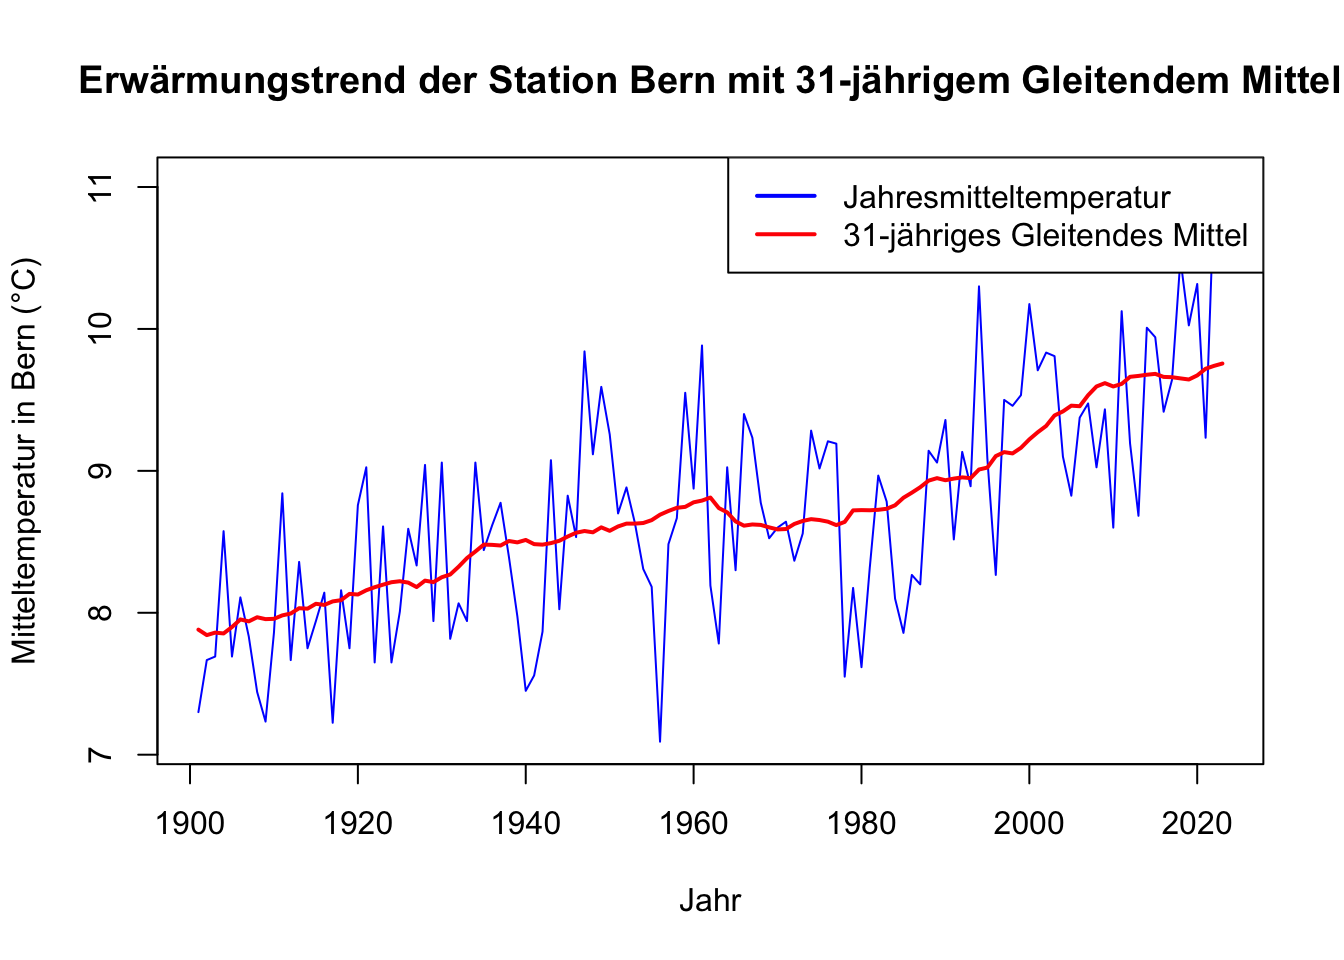 Erwärmungstrend der Station Bern mit 31-jährigem Gleitendem Mittel
Jahresmitteltemperatur
31-jähriges Gleitendes Mittel
Mitteltemperatur in Bern (°C)
11
10
9
8
7
1900 1920 1940 1960 1980 2000 2020
Jahr